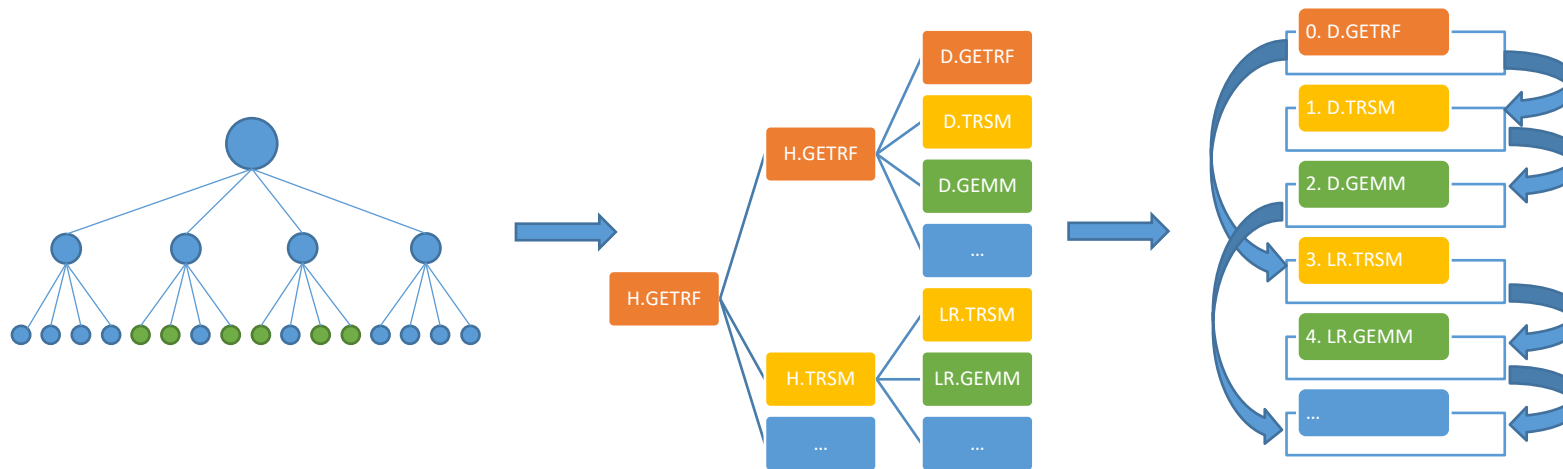 H.GETRF
H.GETRF
H.TRSM
...
D.GETRF
D.TRSM
D.GEMM
...
LR.TRSM
LR.GEMM
...
0. D.GETRF
1. D.TRSM
2. D.GEMM
3. LR.TRSM
4. LR.GEMM
...